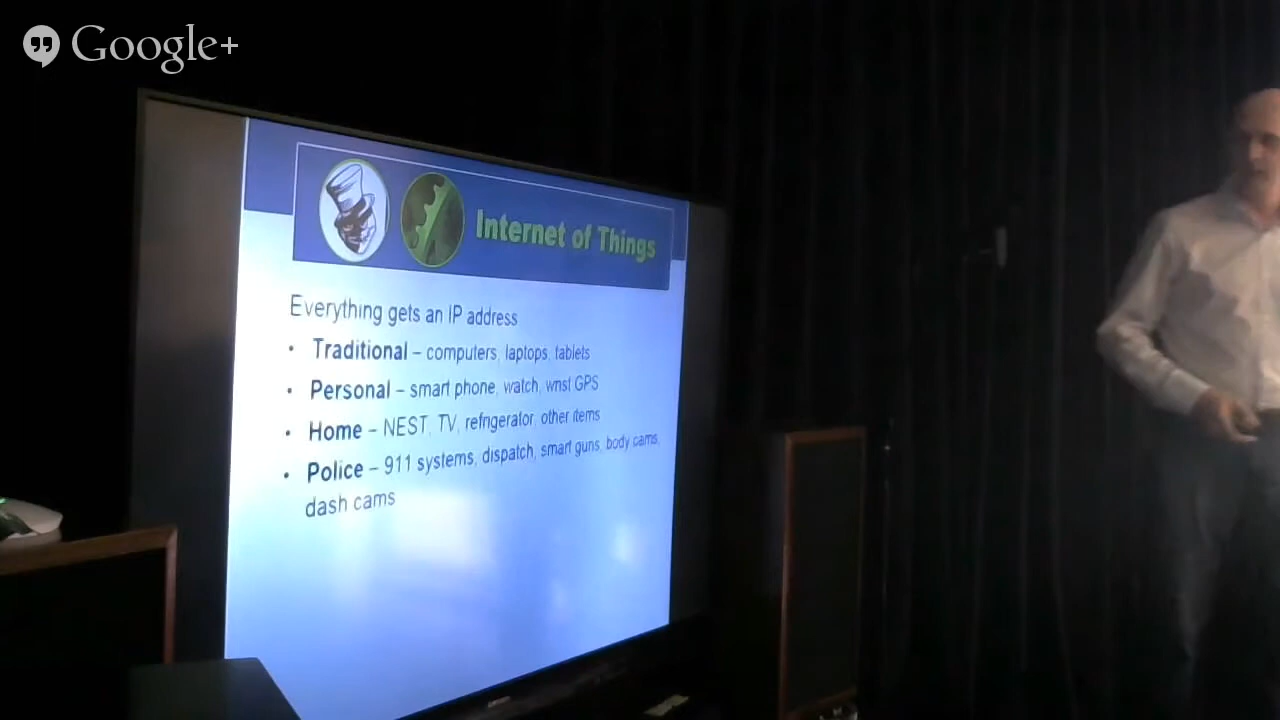 Google+
Internet of Things
Everything gets an IP address
• Traditional – computers, laptops, tablets
• Personal – smart phone, watch, wrist GPS
• Home – NEST, TV, refrigerator, other items
• Police – 911 systems, dispatch, smart guns, body cams,
dash cams